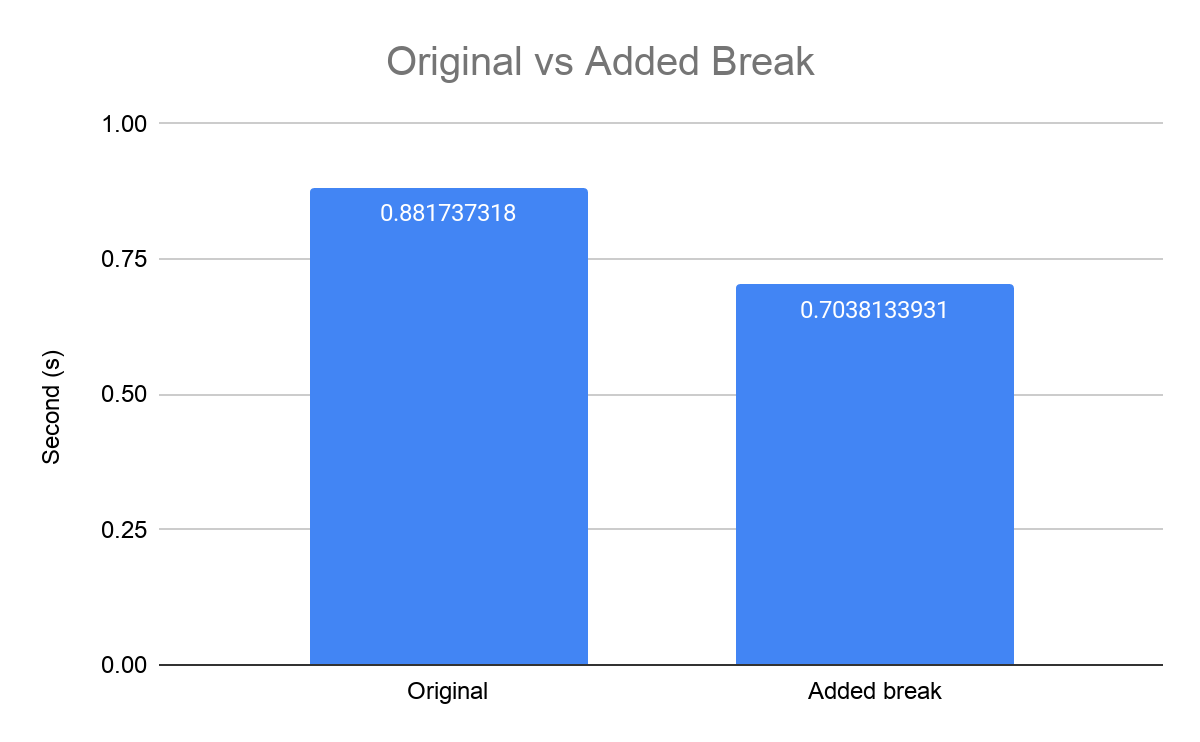 Original vs Added Break
1.00
0.75
0.50
0.25
0.00
Second (s)
0.881737318
0.7038133931
Original
Added break